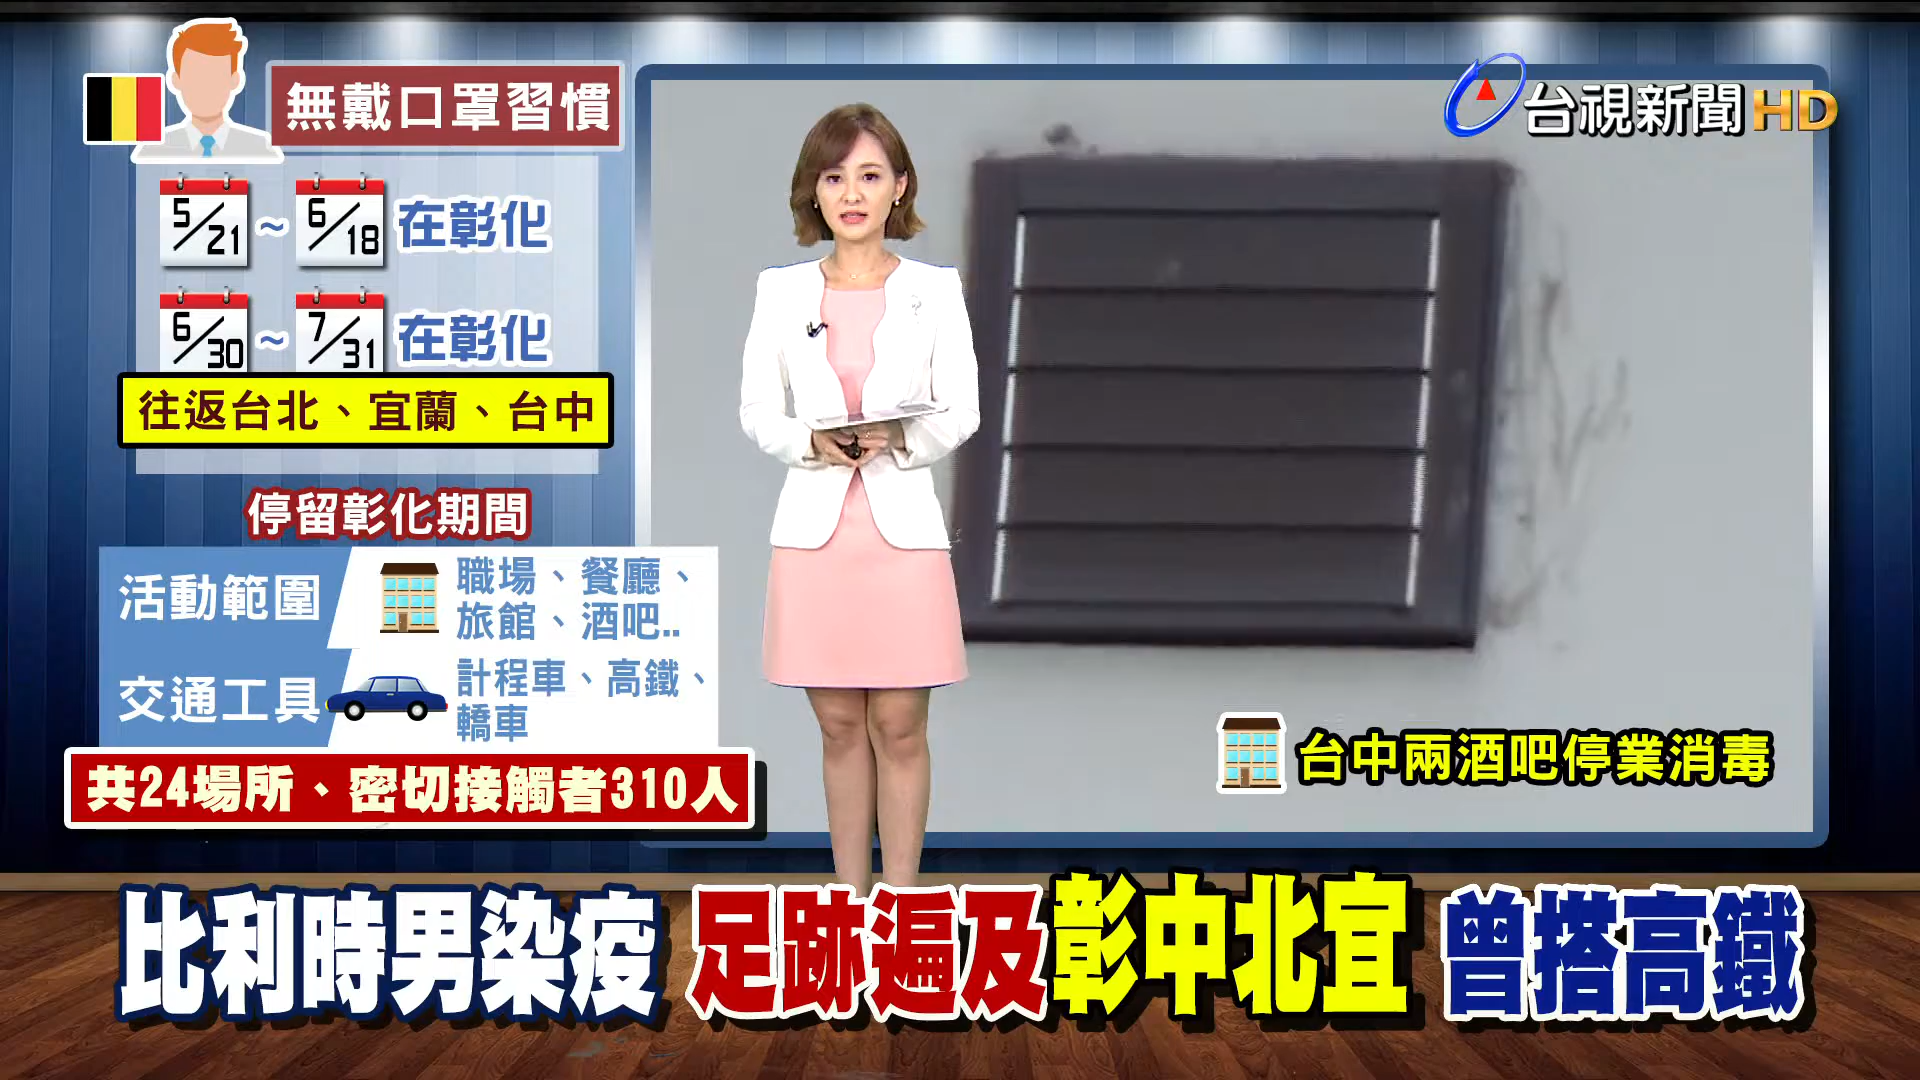 無戴口罩習慣
台視新聞HD
5/21~6/18在彰化
6/30~7/31在彰化
往返台北、宜蘭、台中
停留彰化期間
活動範圍
職場、餐廳、
旅館、酒吧..
交通工具
計程車、高鐵、
轎車
共24場所、密切接觸者310人
台中兩酒吧停業消毒
比利時男染疫 足跡遍及彰中北宜 曾搭高鐵